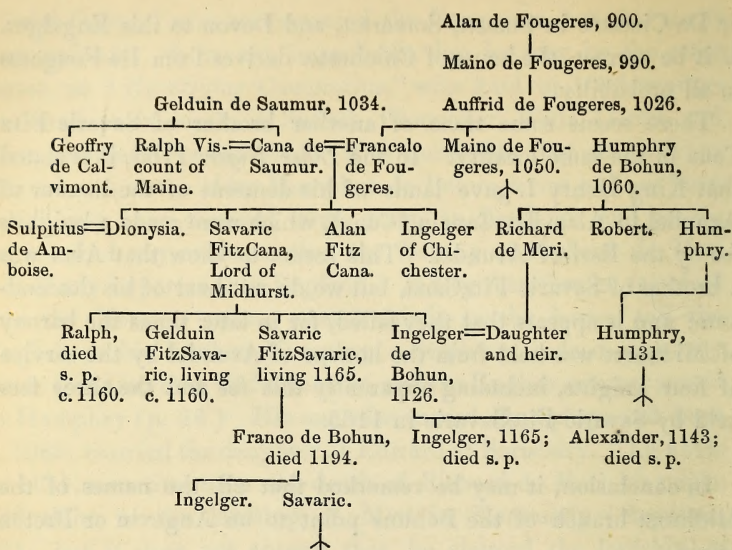 Alan de Fougeres, 900.
Maino de Fougeres, 990.
Gelduin de Saumur, 1034.
Auffrid de Fougeres, 1026.
Geoffry
de Cal-
vimont.
Ralph Vis-
count of
Maine.
Cana de
Saumur.
Francalo
de Fou-
geres.
Maino de Fou-
geres, 1050.
Humphry
de Bohun,
1060.
Sulpitius
de Am-
boise.
Dionysia.
Savaric
FitzCana,
Lord of
Midhurst.
Alan
Fitz
Cana.
Ingelger
of Chi-
chester.
Richard
de Meri.
Robert.
Hum-
phry.
Ralph,
died
s. p.
c. 1160.
Gelduin
FitzSava-
ric, living
c. 1160.
Savaric
FitzSavaric,
living 1165.
Ingelger
de
Bohun,
1126.
Daughter
and heir.
Humphry,
1131.
Franco de Bohun,
died 1194.
Ingelger, 1165;
died s. p.
Alexander, 1143;
died s. p.
Ingelger.
Savaric.